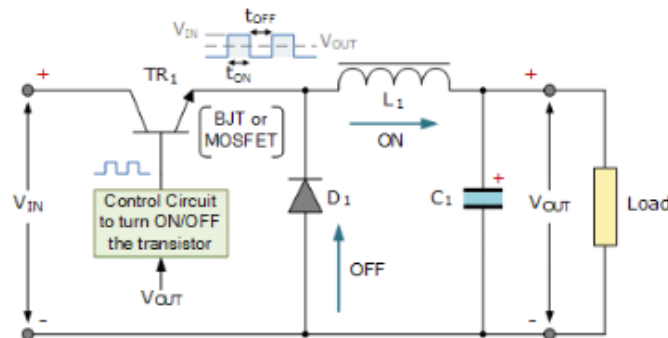 tOFF
VIN
VOUT
tON
+
TR1
L1
+
BJT or
MOSFET
ON
+
VIN
Control Circuit
to turn ON/OFF
the transistor
D1
C1
VOUT
Load
OFF
VOUT
-
-